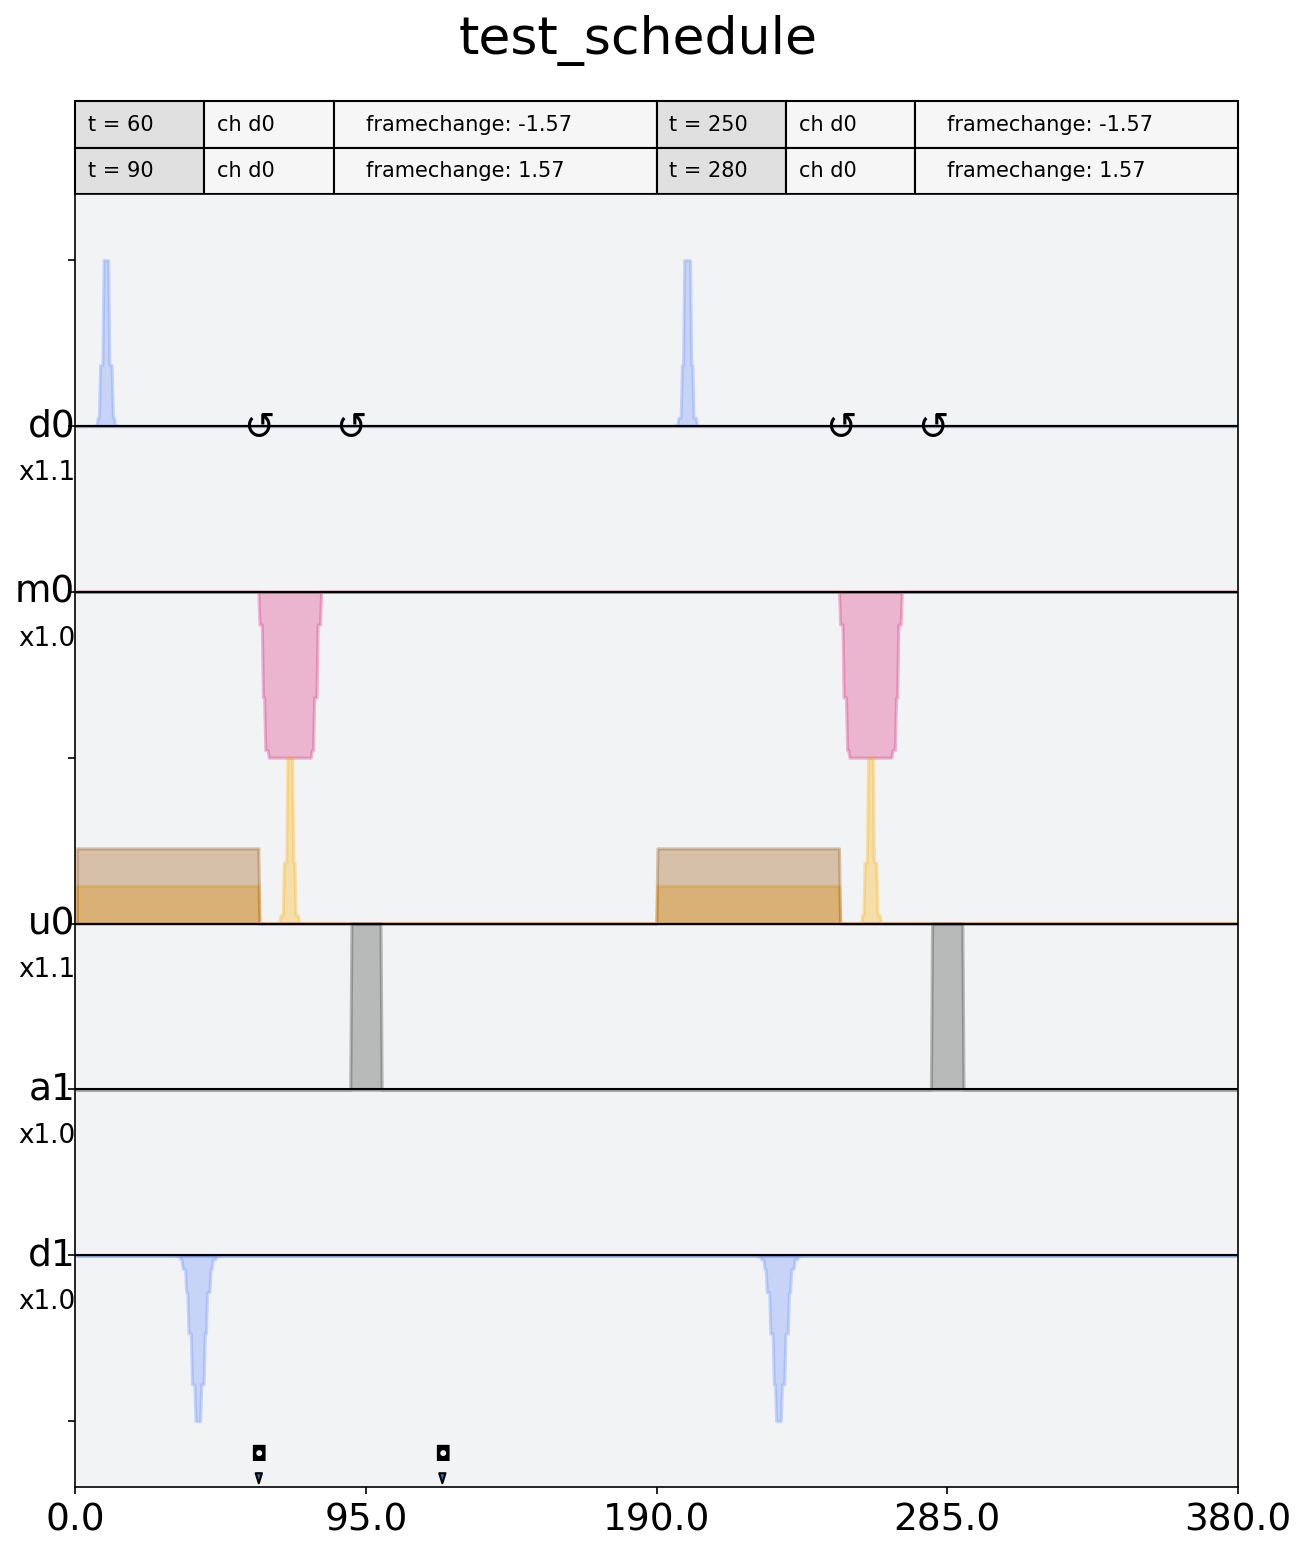 test_schedule
t = 60 ch d0 framechange: -1.57 t = 250 ch d0 framechange: -1.57
t = 90 ch d0 framechange: 1.57 t = 280 ch d0 framechange: 1.57
d0
x1.1
m0
x1.0
u0
x1.1
a1
x1.0
d1
x1.0
0.0 95.0 190.0 285.0 380.0